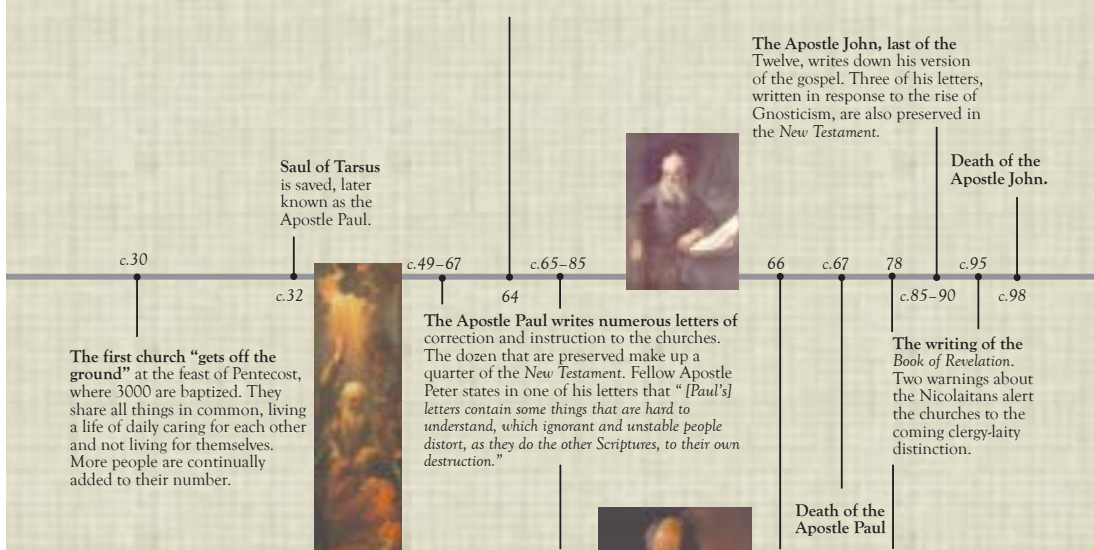 The Apostle John, last of the
Twelve, writes down his version
of the gospel. Three of his letters,
written in response to the rise of
Gnosticism, are also preserved in
the New Testament.
Death of the
Apostle John.
Saul of Tarsus
is saved, later
known as the
Apostle Paul.
c.30
c.32
c.49–67
64
c.65–85
66
c.67
78
c.85–90
c.95
c.98
The first church “gets off the
ground” at the feast of Pentecost,
where 3000 are baptized. They
share all things in common, living
a life of daily caring for each other
and not living for themselves.
More people are continually
added to their number.
The Apostle Paul writes numerous letters of
correction and instruction to the churches.
The dozen that are preserved make up a
quarter of the New Testament. Fellow Apostle
Peter states in one of his letters that “ [Paul’s]
letters contain some things that are hard to
understand, which ignorant and unstable people
distort, as they do the other Scriptures, to their own
destruction.”
The writing of the
Book of Revelation.
Two warnings about
the Nicolaitans alert
the churches to the
coming clergy-laity
distinction.
Death of the
Apostle Paul